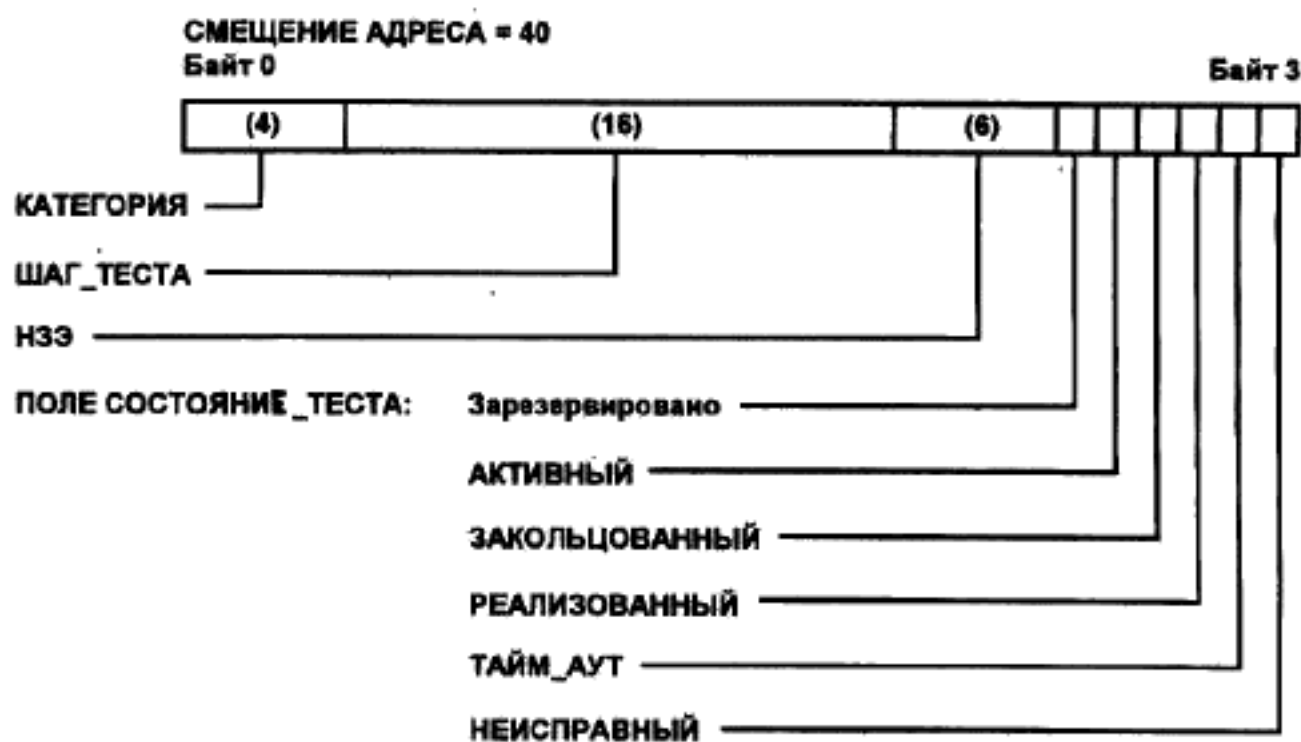 СМЕЩЕНИЕ АДРЕСА = 40
Байт 0 Байт 3
(4) (16) (6)
КАТЕГОРИЯ
ШАГ_ТЕСТА
НЗЭ
ПОЛЕ СОСТОЯНИЕ_ТЕСТА: Зарезервировано
АКТИВНЫЙ
ЗАКОЛЬЦОВАННЫЙ
РЕАЛИЗОВАННЫЙ
ТАЙМ_АУТ
НЕИСПРАВНЫЙ